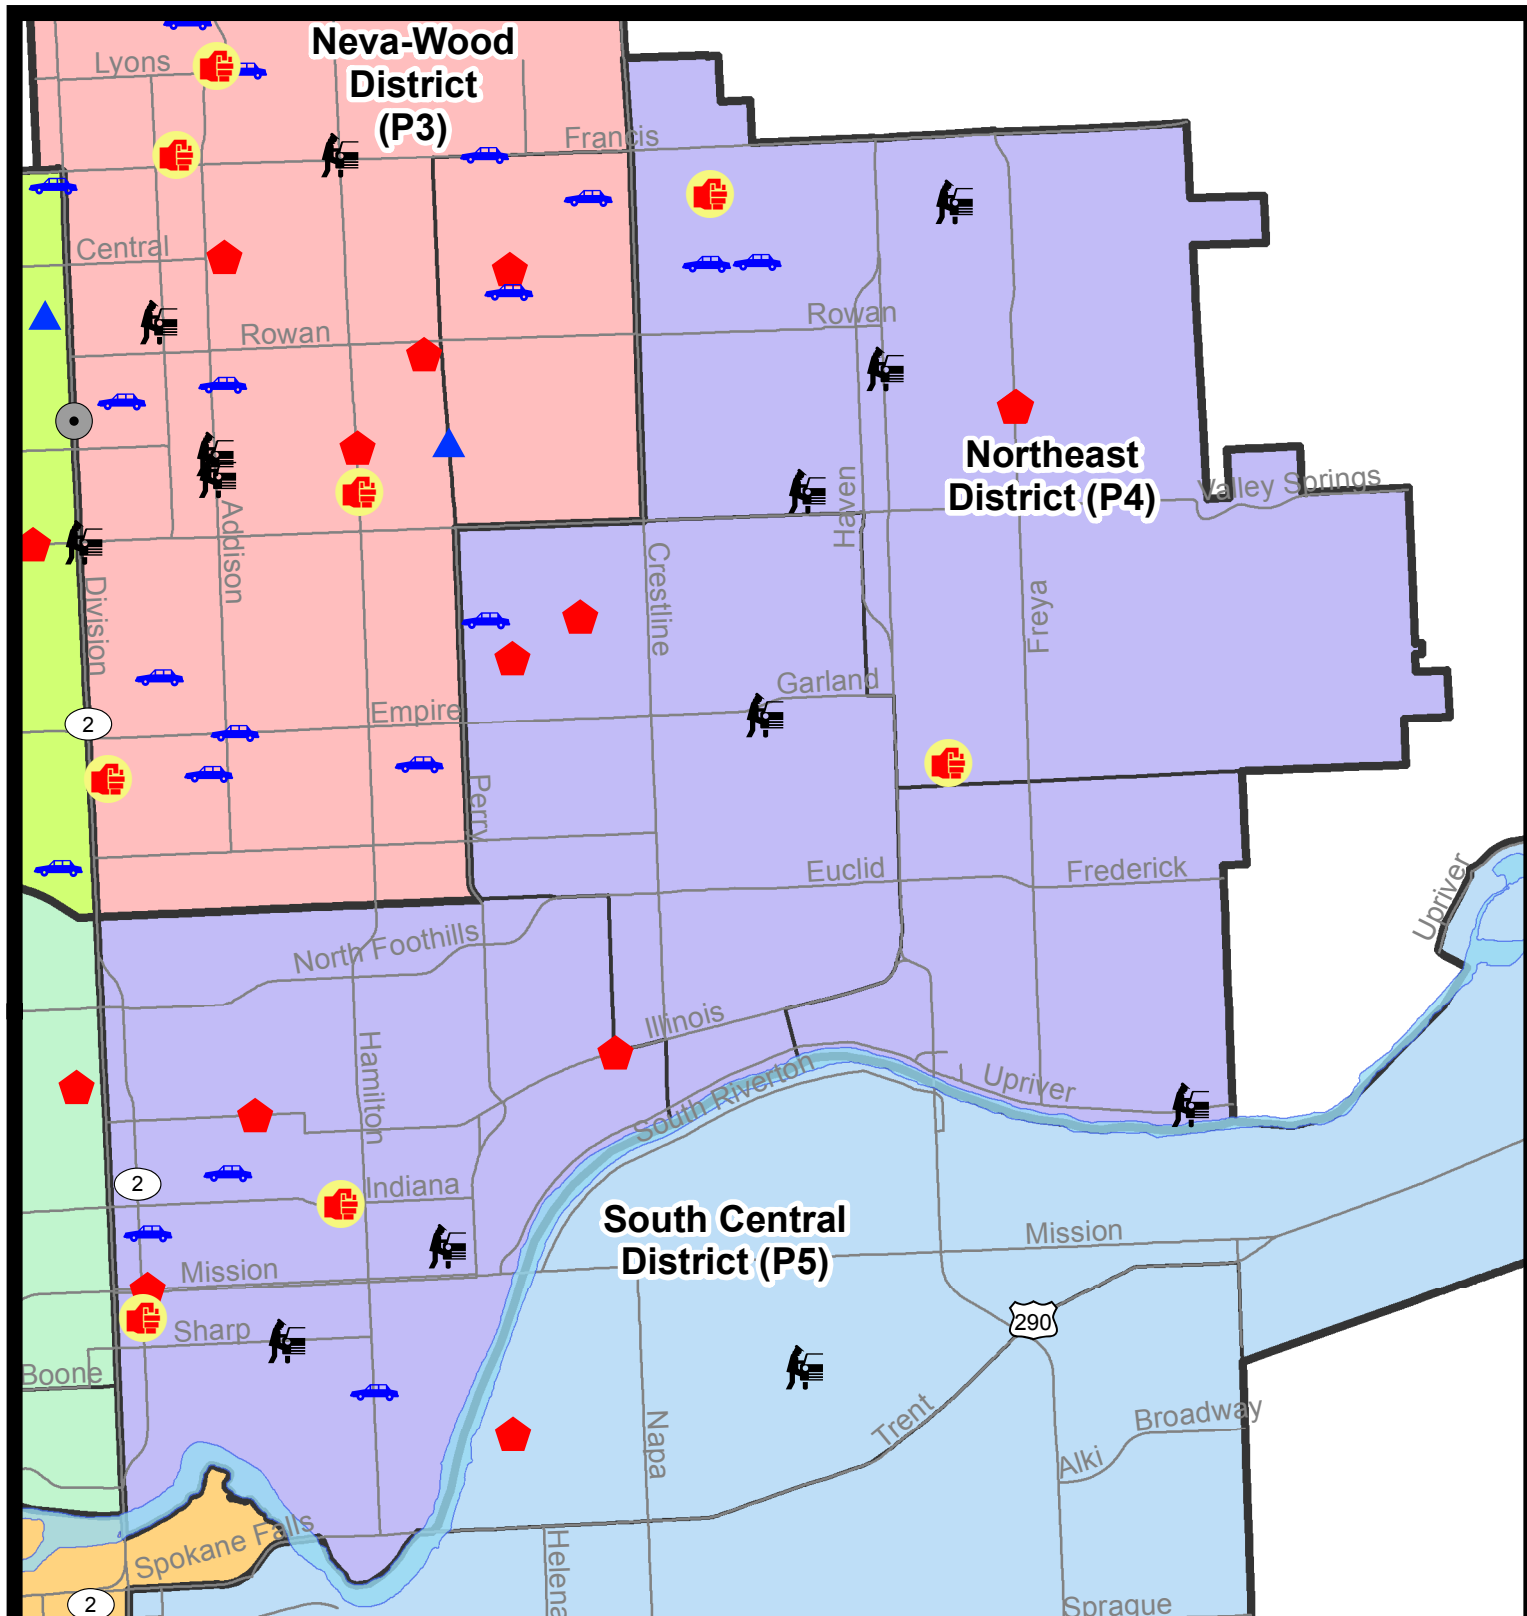 Neva-Wood
District
(P3)
Lyons
Francis
Central
Rowan
Rowan
Northeast
District (P4)
Valley Springs
Haven
Addison
Crestline
Division
Freya
Garland
Empire
2
Perry
Euclid
Frederick
Upriver
North Foothills
Illinois
Hamilton
South Riverton
Upriver
2
Indiana
South Central
District (P5)
Mission
Mission
290
Sharp
Boone
Napa
Trent
Broadway
Alki
Spokane Falls
Helena
2
Sprague